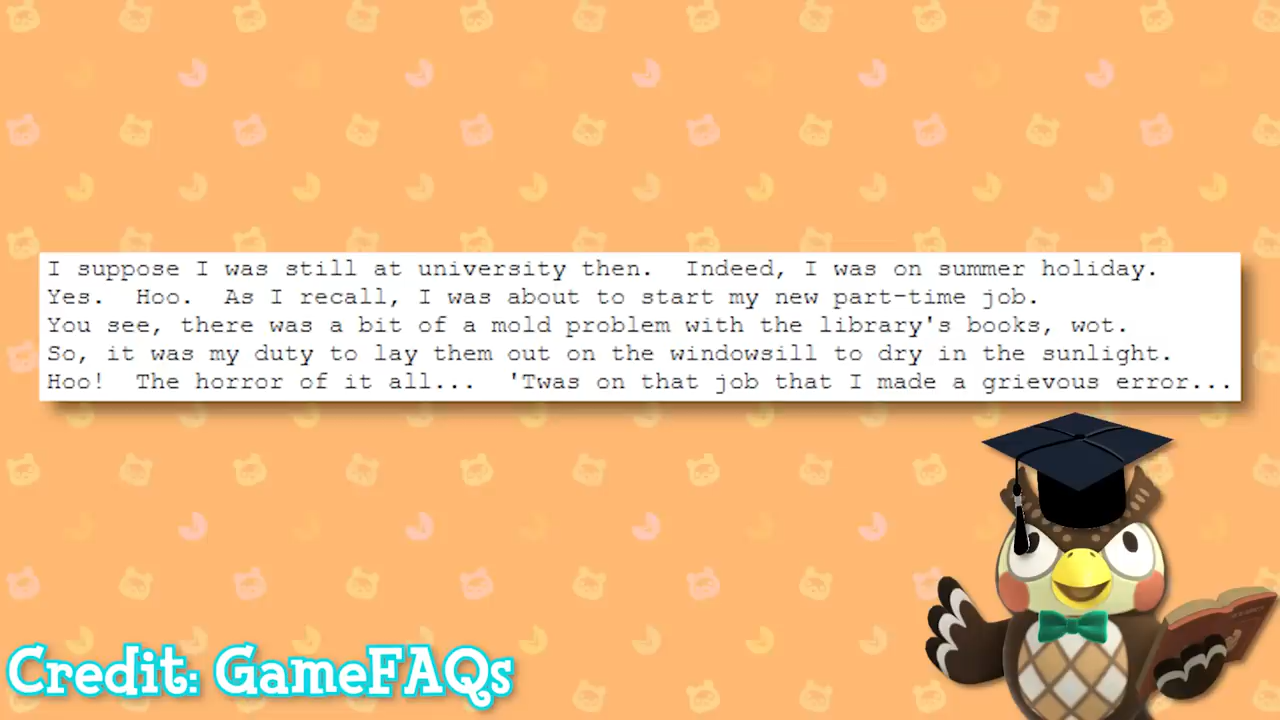 I suppose I was still at university then.  Indeed, I was on summer holiday.
Yes.  Hoo.  As I recall, I was about to start my new part-time job.
You see, there was a bit of a mold problem with the library's books, wot.
So, it was my duty to lay them out on the windowsill to dry in the sunlight.
Hoo!  The horror of it all...  'Twas on that job that I made a grievous error...
Credit: GameFAQs